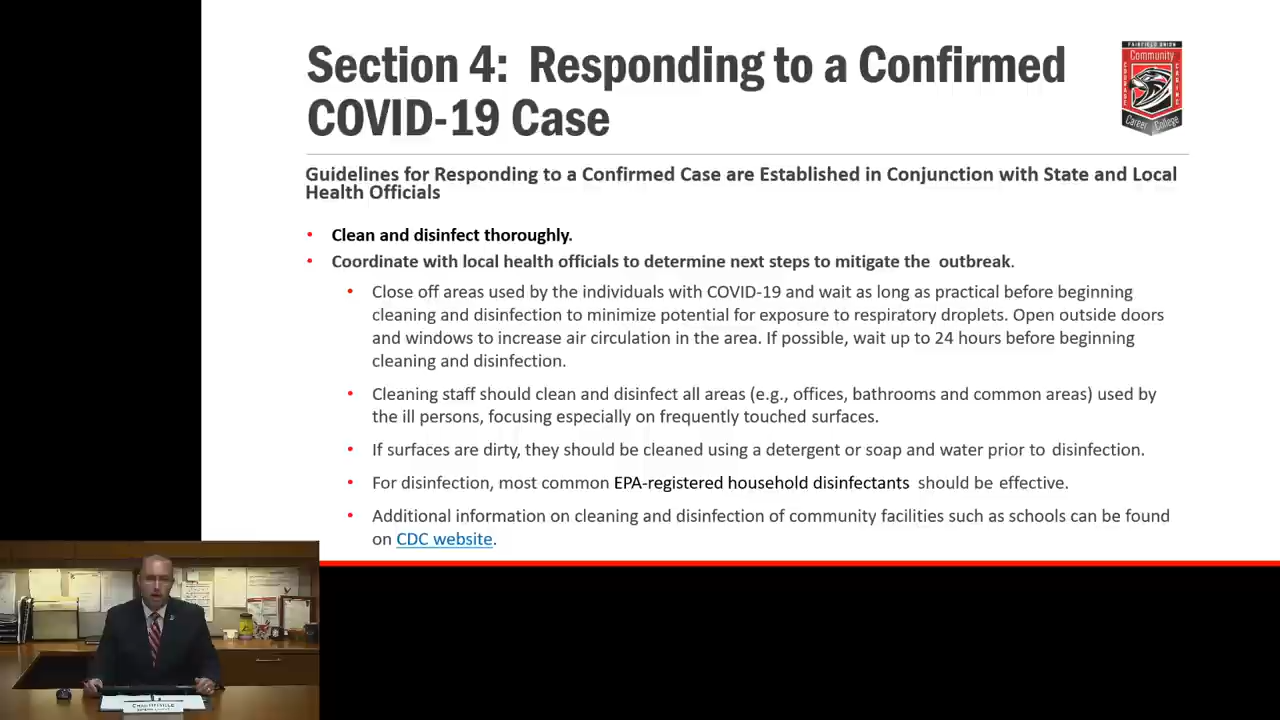 Section 4: Responding to a Confirmed
COVID-19 Case
FAIRFIELD UNION
Community
COURAGE
CARING
Career College
Guidelines for Responding to a Confirmed Case are Established in Conjunction with State and Local
Health Officials
• Clean and disinfect thoroughly.
• Coordinate with local health officials to determine next steps to mitigate the outbreak.
• Close off areas used by the individuals with COVID-19 and wait as long as practical before beginning
cleaning and disinfection to minimize potential for exposure to respiratory droplets. Open outside doors
and windows to increase air circulation in the area. If possible, wait up to 24 hours before beginning
cleaning and disinfection.
• Cleaning staff should clean and disinfect all areas (e.g., offices, bathrooms and common areas) used by
the ill persons, focusing especially on frequently touched surfaces.
• If surfaces are dirty, they should be cleaned using a detergent or soap and water prior to disinfection.
• For disinfection, most common EPA-registered household disinfectants should be effective.
• Additional information on cleaning and disinfection of community facilities such as schools can be found
on CDC website.